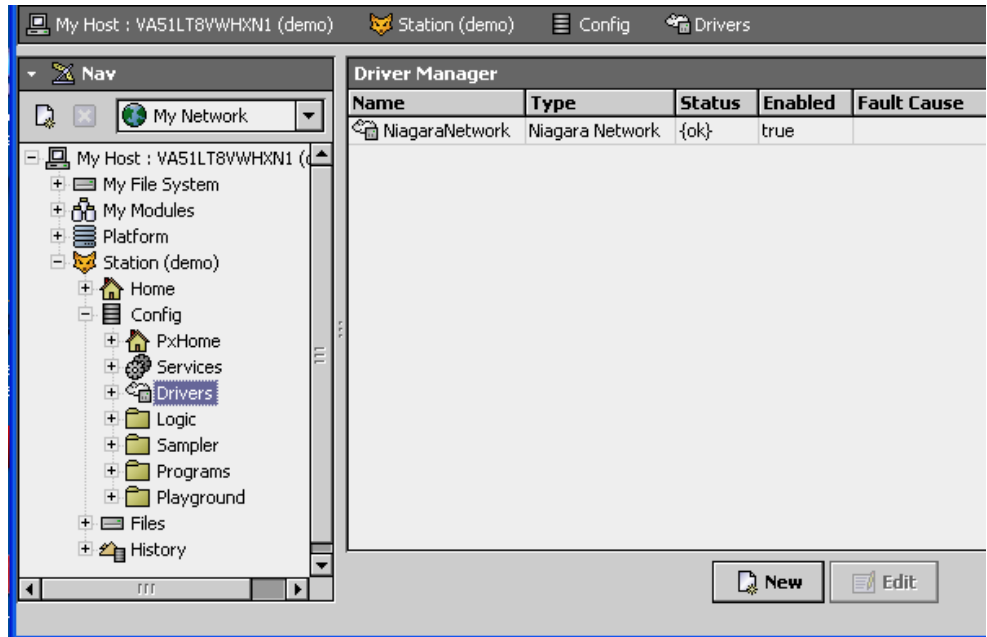 My Host : VA51LT8VWHXN1 (demo) Station (demo) Config Drivers
Nav
My Network
My Host : VA51LT8VWHXN1 (
My File System
My Modules
Platform
Station (demo)
Home
Config
PxHome
Services
Drivers
Logic
Sampler
Programs
Playground
Files
History
Driver Manager
Name Type Status Enabled Fault Cause
NiagaraNetwork Niagara Network {ok} true
New Edit